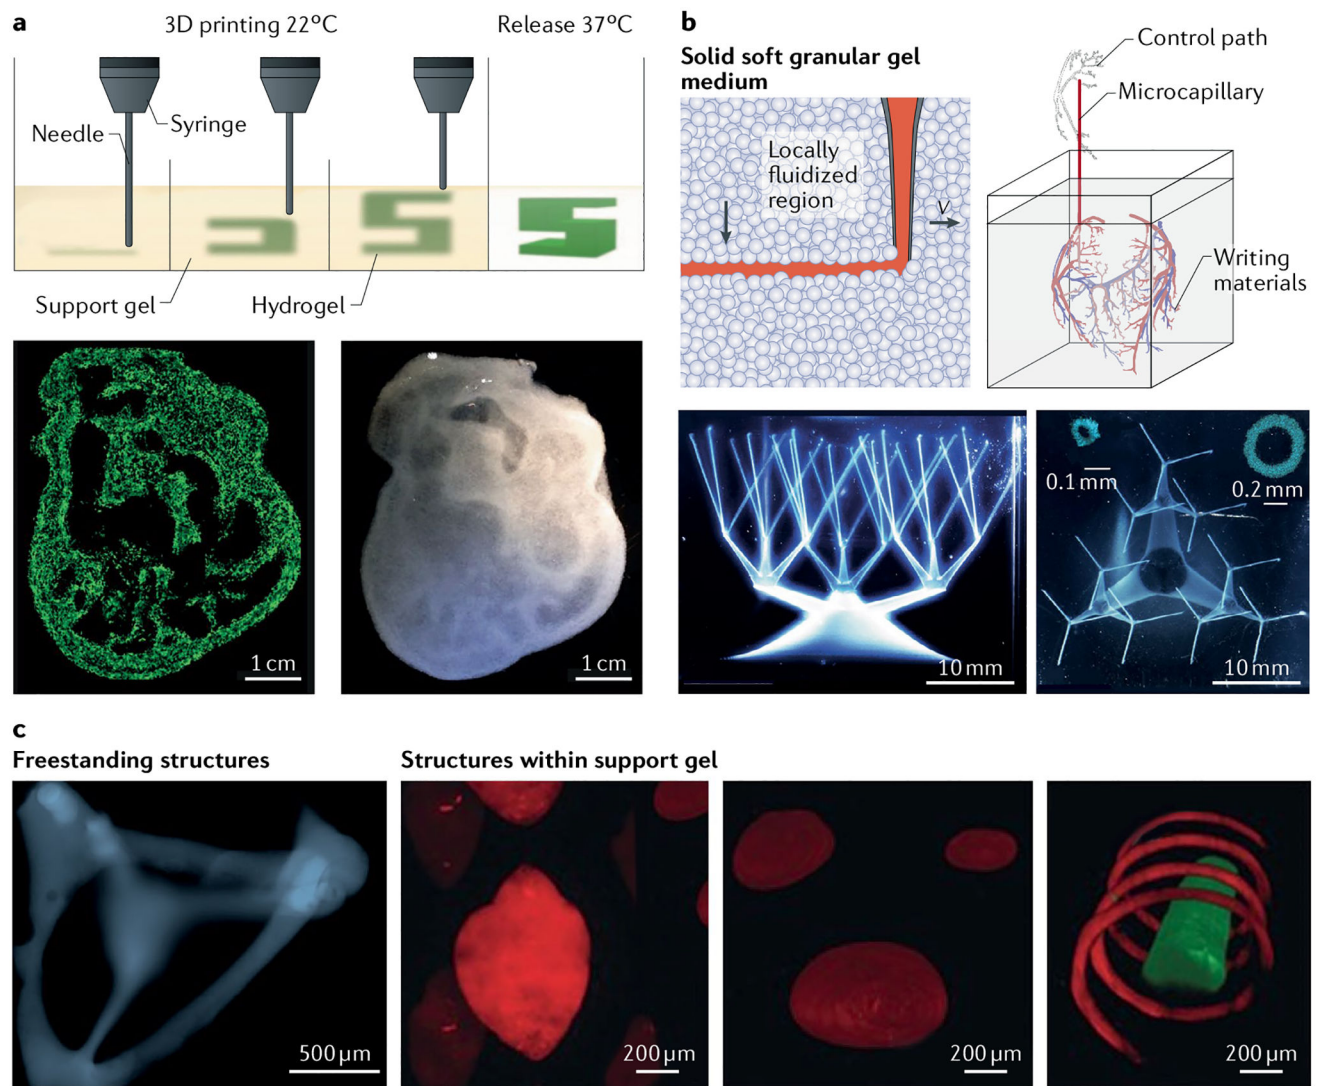 a
3D printing 22°C
Release 37°C
Needle
Syringe
Support gel
Hydrogel
1 cm
1 cm
b
Solid soft granular gel
medium
Locally
fluidized
region
V
Control path
Microcapillary
Writing
materials
10 mm
0.1 mm
0.2 mm
10 mm
c
Freestanding structures
Structures within support gel
500 µm
200 µm
200 µm
200 µm